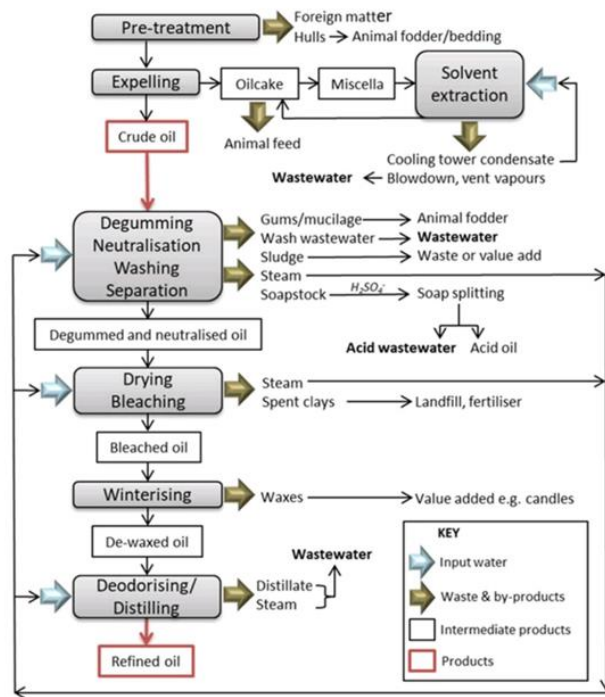 Pre-treatment
Foreign matter
Hulls → Animal fodder/bedding
Expelling
Oilcake
Miscella
Solvent
extraction
Crude oil
Animal feed
Cooling tower condensate
Wastewater ← Blowdown, vent vapours
Degumming
Neutralisation
Washing
Separation
Gums/mucilage → Animal fodder
Wash wastewater → Wastewater
Sludge → Waste or value add
Steam
Soapstock H₂SO₄- → Soap splitting
Acid wastewater Acid oil
Degummed and neutralised oil
Drying
Bleaching
Steam
Spent clays → Landfill, fertiliser
Bleached oil
Winterising
Waxes → Value added e.g. candles
De-waxed oil
Wastewater
Deodorising/
Distilling
Distillate
Steam
Refined oil
KEY
Input water
Waste & by-products
Intermediate products
Products